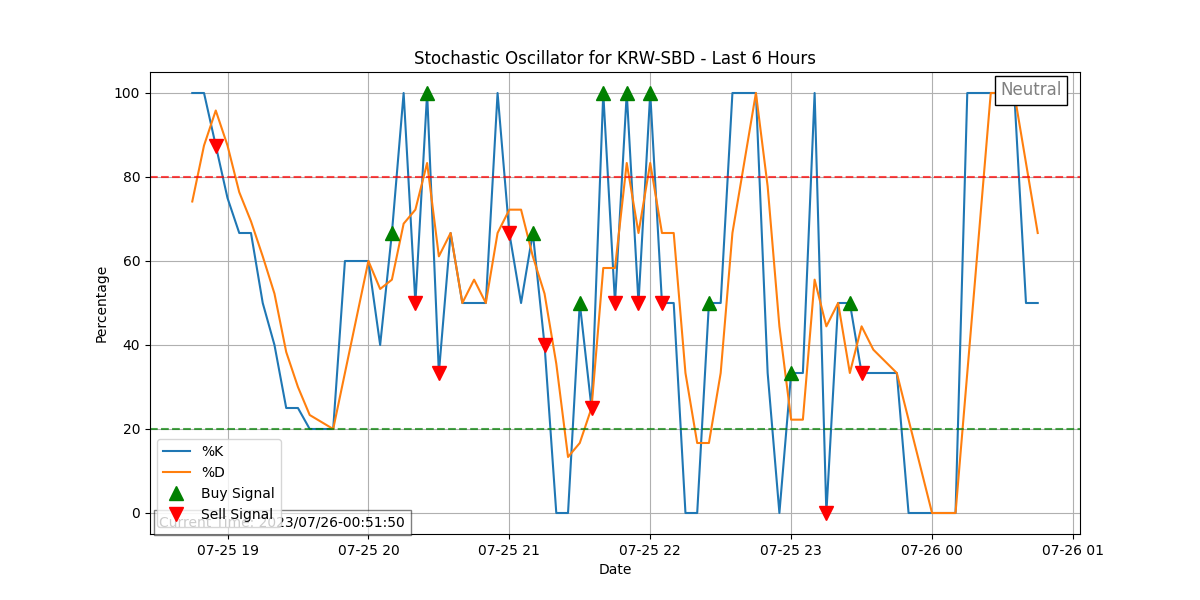 Stochastic Oscillator for KRW-SBD - Last 6 Hours
Neutral
100
80
60
40
20
0
Percentage
%K
%D
Buy Signal
Sell Signal
Current Time: 2023/07/26-00:51:50
07-25 19
07-25 20
07-25 21
07-25 22
07-25 23
07-26 00
07-26 01
Date